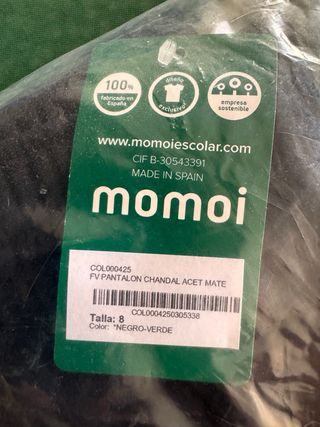 100%
fabricado en
España
diseño
exclusivo
empresa
sostenible
www.momoiescolar.com
CIF B-30543391
MADE IN SPAIN
momoi
COL000425
FV PANTALON CHANDAL ACET MATE
COL0004250305338
Talla: 8
Color: *NEGRO-VERDE